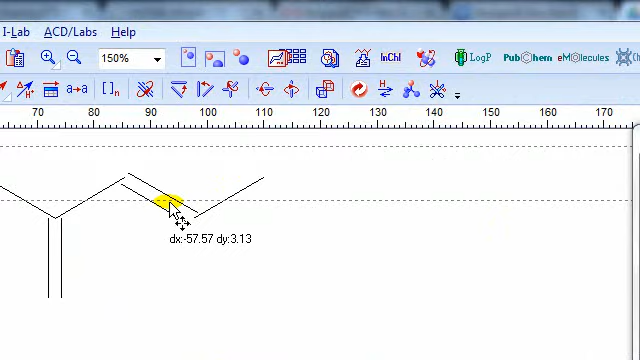 I-Lab ACD/Labs Help
150% InChI LogP PubChem eMolecules
a→a []n H
70 80 90 100 110 120 130 140 150 160 170
dx:-57.57 dy:3.13